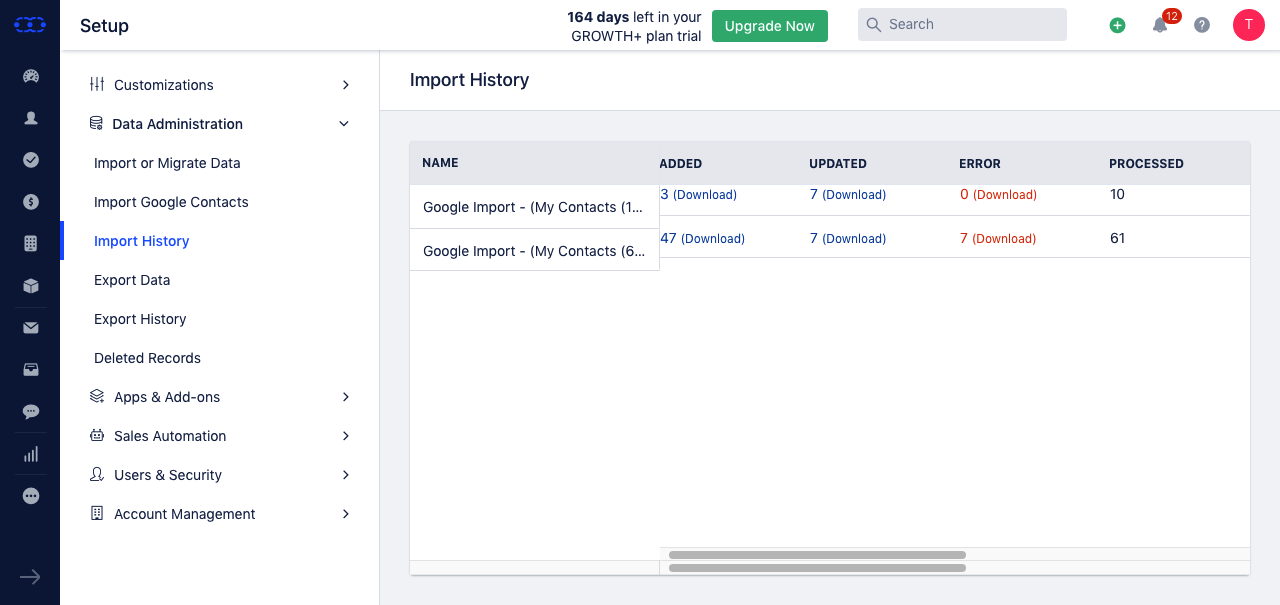 Setup
164 days left in your
GROWTH+ plan trial
Upgrade Now
Search
12
T
Customizations
Data Administration
Import or Migrate Data
Import Google Contacts
Import History
Export Data
Export History
Deleted Records
Apps & Add-ons
Sales Automation
Users & Security
Account Management
Import History
NAME ADDED UPDATED ERROR PROCESSED
Google Import - (My Contacts (1... 3 (Download) 7 (Download) 0 (Download) 10
Google Import - (My Contacts (6... 47 (Download) 7 (Download) 7 (Download) 61